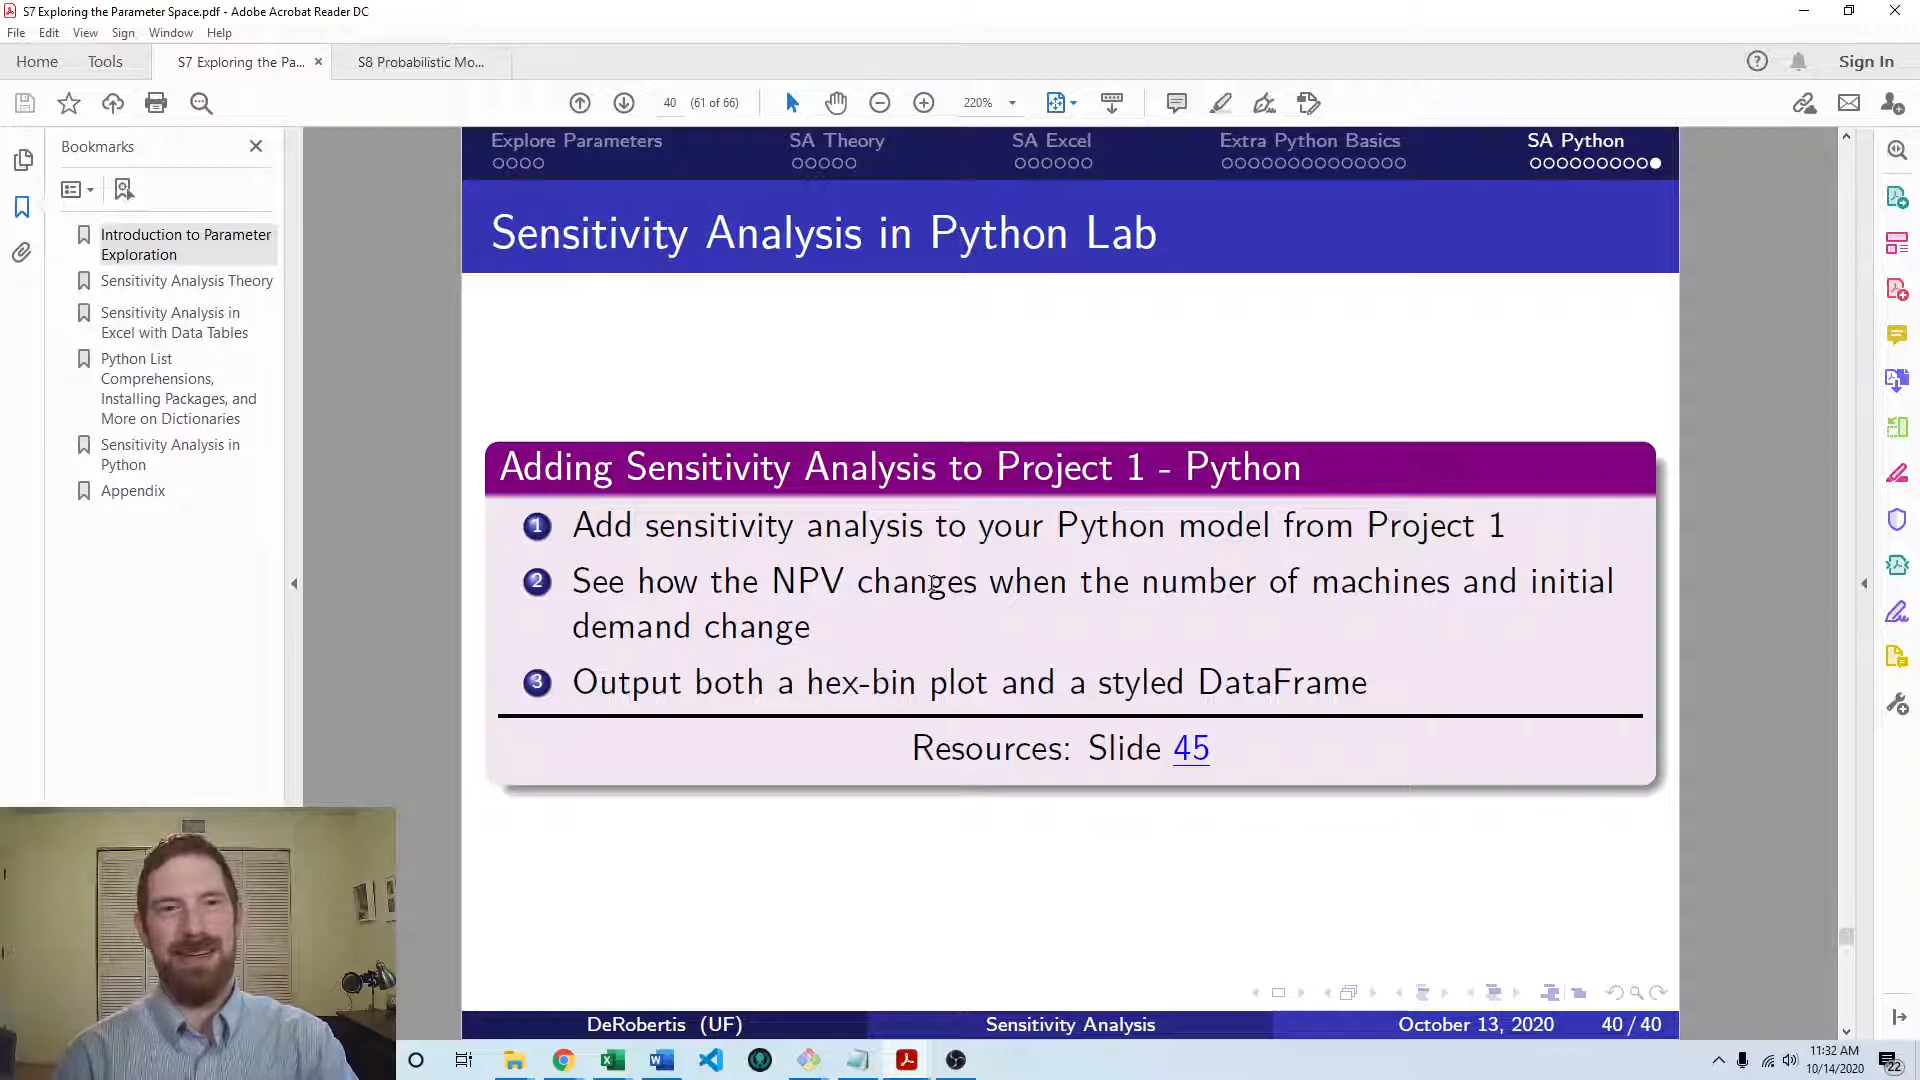 S7 Exploring the Parameter Space.pdf - Adobe Acrobat Reader DC
File Edit View Sign Window Help
Home Tools S7 Exploring the Pa... S8 Probabilistic Mo... Sign In
40 (61 of 66) 220%
Bookmarks
Introduction to Parameter
Exploration
Sensitivity Analysis Theory
Sensitivity Analysis in
Excel with Data Tables
Python List
Comprehensions,
Installing Packages, and
More on Dictionaries
Sensitivity Analysis in
Python
Appendix
Explore Parameters SA Theory SA Excel Extra Python Basics SA Python
Sensitivity Analysis in Python Lab
Adding Sensitivity Analysis to Project 1 - Python
1 Add sensitivity analysis to your Python model from Project 1
2 See how the NPV changes when the number of machines and initial
demand change
3 Output both a hex-bin plot and a styled DataFrame
Resources: Slide 45
DeRobertis (UF) Sensitivity Analysis October 13, 2020 40 / 40
11:32 AM
10/14/2020
22